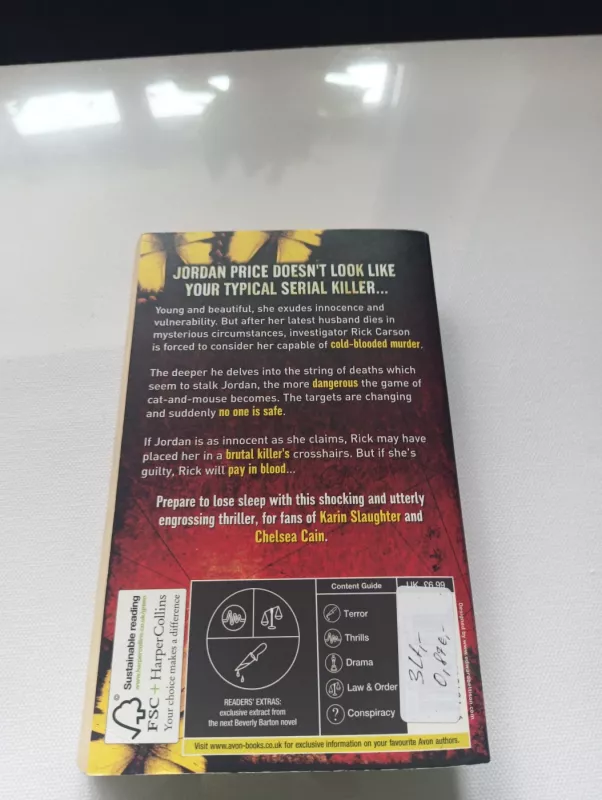 JORDAN PRICE DOESN'T LOOK LIKE
YOUR TYPICAL SERIAL KILLER...
Young and beautiful, she exudes innocence and
vulnerability. But after her latest husband dies in
mysterious circumstances, investigator Rick Carson
is forced to consider her capable of cold-blooded murder.
The deeper he delves into the string of deaths which
seem to stalk Jordan, the more dangerous the game of
cat-and-mouse becomes. The targets are changing
and suddenly no one is safe.
If Jordan is as innocent as she claims, Rick may have
placed her in a brutal killer's crosshairs. But if she's
guilty, Rick will pay in blood...
Prepare to lose sleep with this shocking and utterly
engrossing thriller, for fans of Karin Slaughter and
Chelsea Cain.
Sustainable reading
FSC + HarperCollins
Your choice makes a difference
READERS' EXTRAS:
exclusive extract from
the next Beverly Barton novel
Content Guide
Terror
Thrills
Drama
Law & Order
? Conspiracy
UK £6.99
Visit www.avon-books.co.uk for exclusive information on your favourite Avon authors.